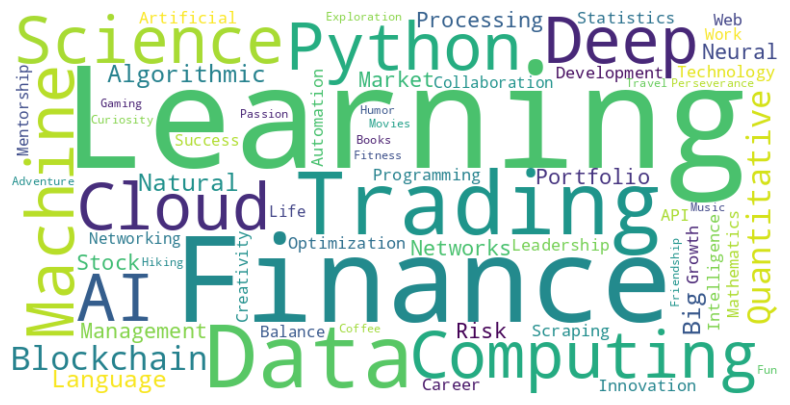 Artificial
Exploration
Processing
Statistics
Web
Science
Python
Deep
Work
Neural
Algorithmic
Market
Collaboration
Development
Technology
Travel
Perseverance
Mentorship
Machine
Learning
Gaming
Curiosity
Passion
Humor
Movies
Success
Automation
Books
Fitness
Quantitative
Adventure
Natural
Trading
Programming
Portfolio
Cloud
Life
API
Music
Networking
Optimization
Networks
Leadership
Stock
Hiking
Creativity
Finance
Friendship
Big
Growth
Intelligence
Mathematics
AI
Management
Balance
Coffee
Risk
Scraping
Blockchain
Data
Computing
Language
Career
Innovation
Fun